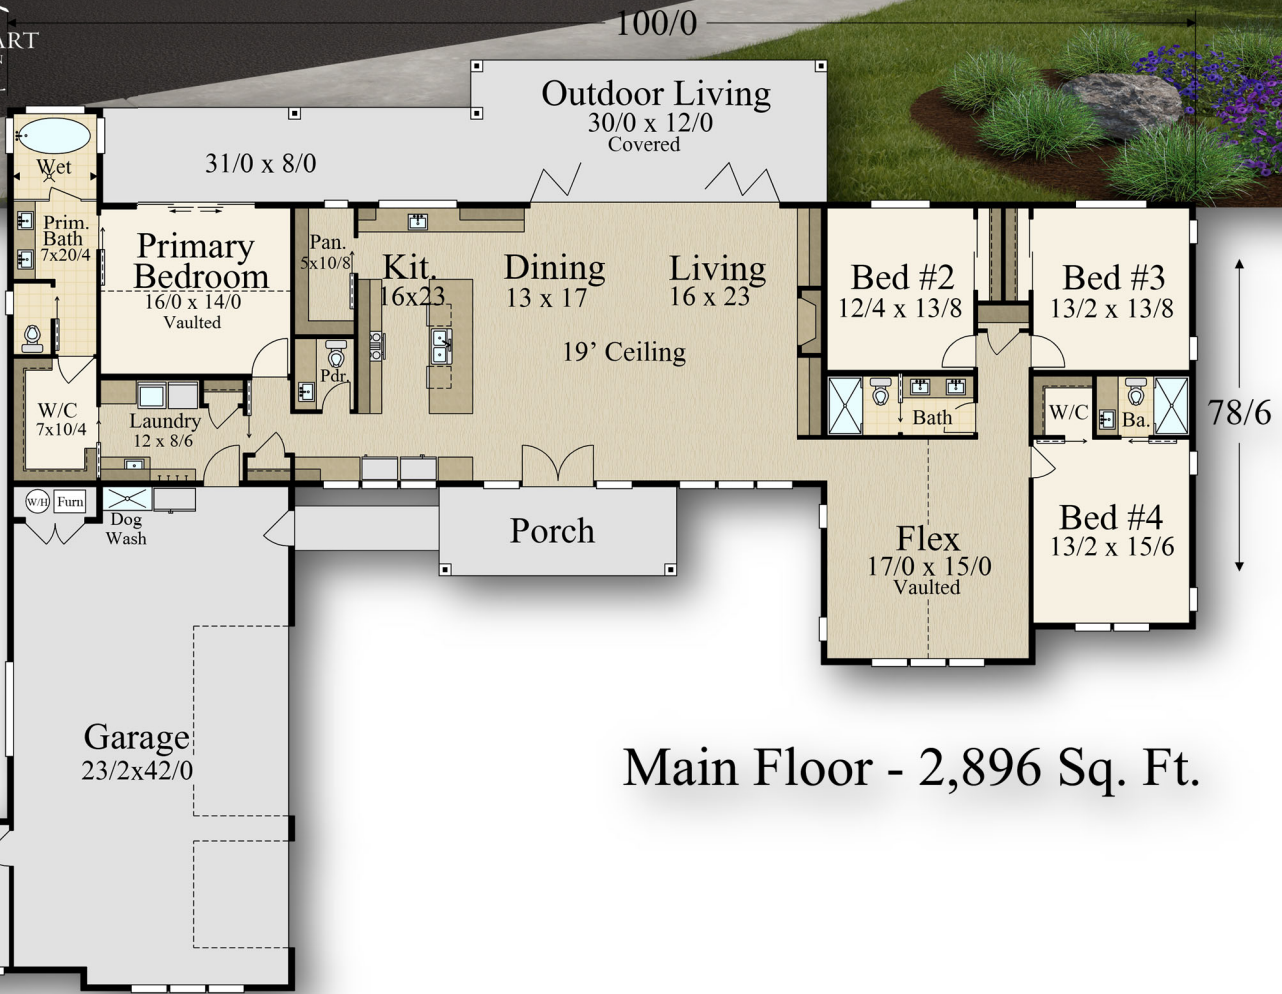 100/0
ART
Outdoor Living
30/0 x 12/0
Covered
31/0 x 8/0
Wet
Prim.
Bath
7x20/4
Primary
Bedroom
16/0 x 14/0
Vaulted
Pan.
5x10/8
Kit.
16x23
Dining
13 x 17
Living
16 x 23
19’ Ceiling
Bed #2
12/4 x 13/8
Bed #3
13/2 x 13/8
Pdr.
W/C
7x10/4
Laundry
12 x 8/6
Bath
W/C
Ba.
78/6
W/H
Furn
Dog
Wash
Porch
Flex
17/0 x 15/0
Vaulted
Bed #4
13/2 x 15/6
Garage
23/2x42/0
Main Floor - 2,896 Sq. Ft.